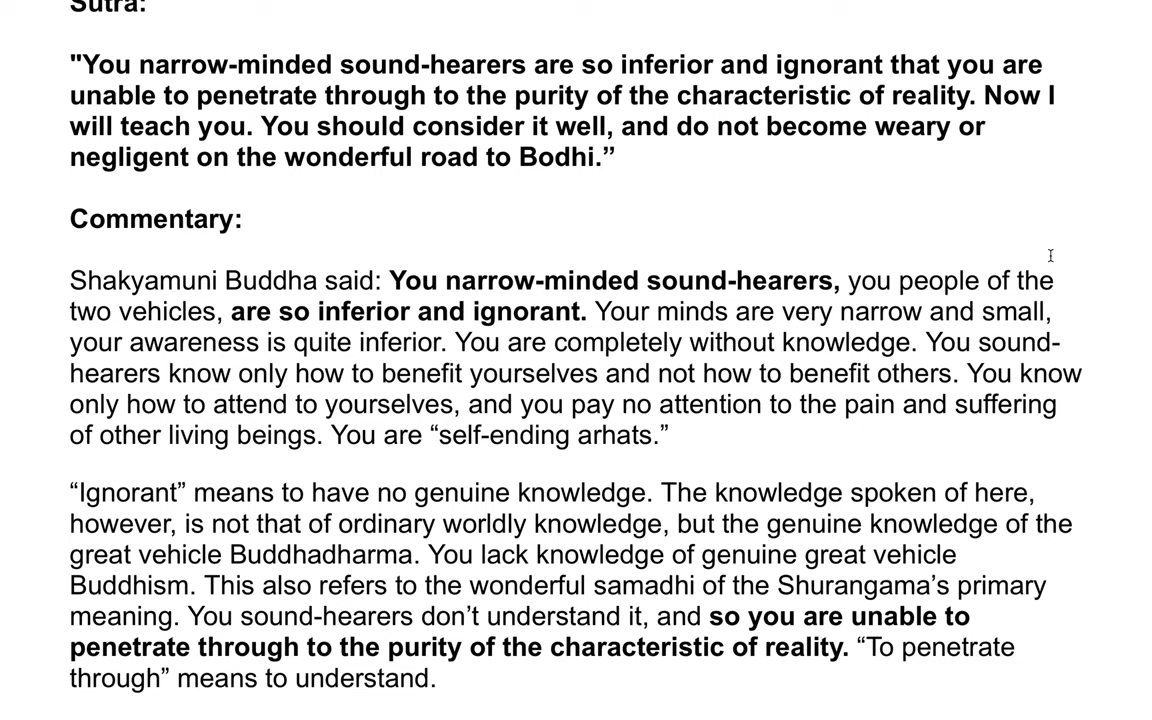 Sutra:
"You narrow-minded sound-hearers are so inferior and ignorant that you are
unable to penetrate through to the purity of the characteristic of reality. Now I
will teach you. You should consider it well, and do not become weary or
negligent on the wonderful road to Bodhi.”
Commentary:
Shakyamuni Buddha said: You narrow-minded sound-hearers, you people of the
two vehicles, are so inferior and ignorant. Your minds are very narrow and small,
your awareness is quite inferior. You are completely without knowledge. You sound-
hearers know only how to benefit yourselves and not how to benefit others. You know
only how to attend to yourselves, and you pay no attention to the pain and suffering
of other living beings. You are “self-ending arhats.”
“Ignorant” means to have no genuine knowledge. The knowledge spoken of here,
however, is not that of ordinary worldly knowledge, but the genuine knowledge of the
great vehicle Buddhadharma. You lack knowledge of genuine great vehicle
Buddhism. This also refers to the wonderful samadhi of the Shurangama’s primary
meaning. You sound-hearers don’t understand it, and so you are unable to
penetrate through to the purity of the characteristic of reality. “To penetrate
through” means to understand.